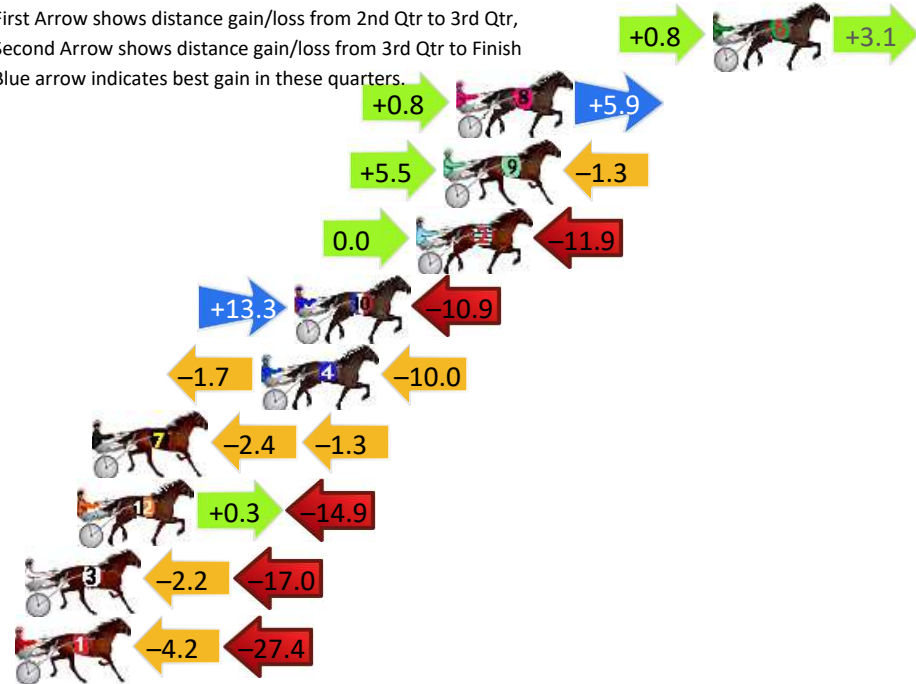 First Arrow shows distance gain/loss from 2nd Qtr to 3rd Qtr,
Second Arrow shows distance gain/loss from 3rd Qtr to Finish
Blue arrow indicates best gain in these quarters.
+0.8 +3.1
+0.8 8 +5.9
+5.5 9 –1.3
0.0 –11.9
+13.3 10 –10.9
–1.7 4 –10.0
7 –2.4 –1.3
12 +0.3 –14.9
3 –2.2 –17.0
1 –4.2 –27.4